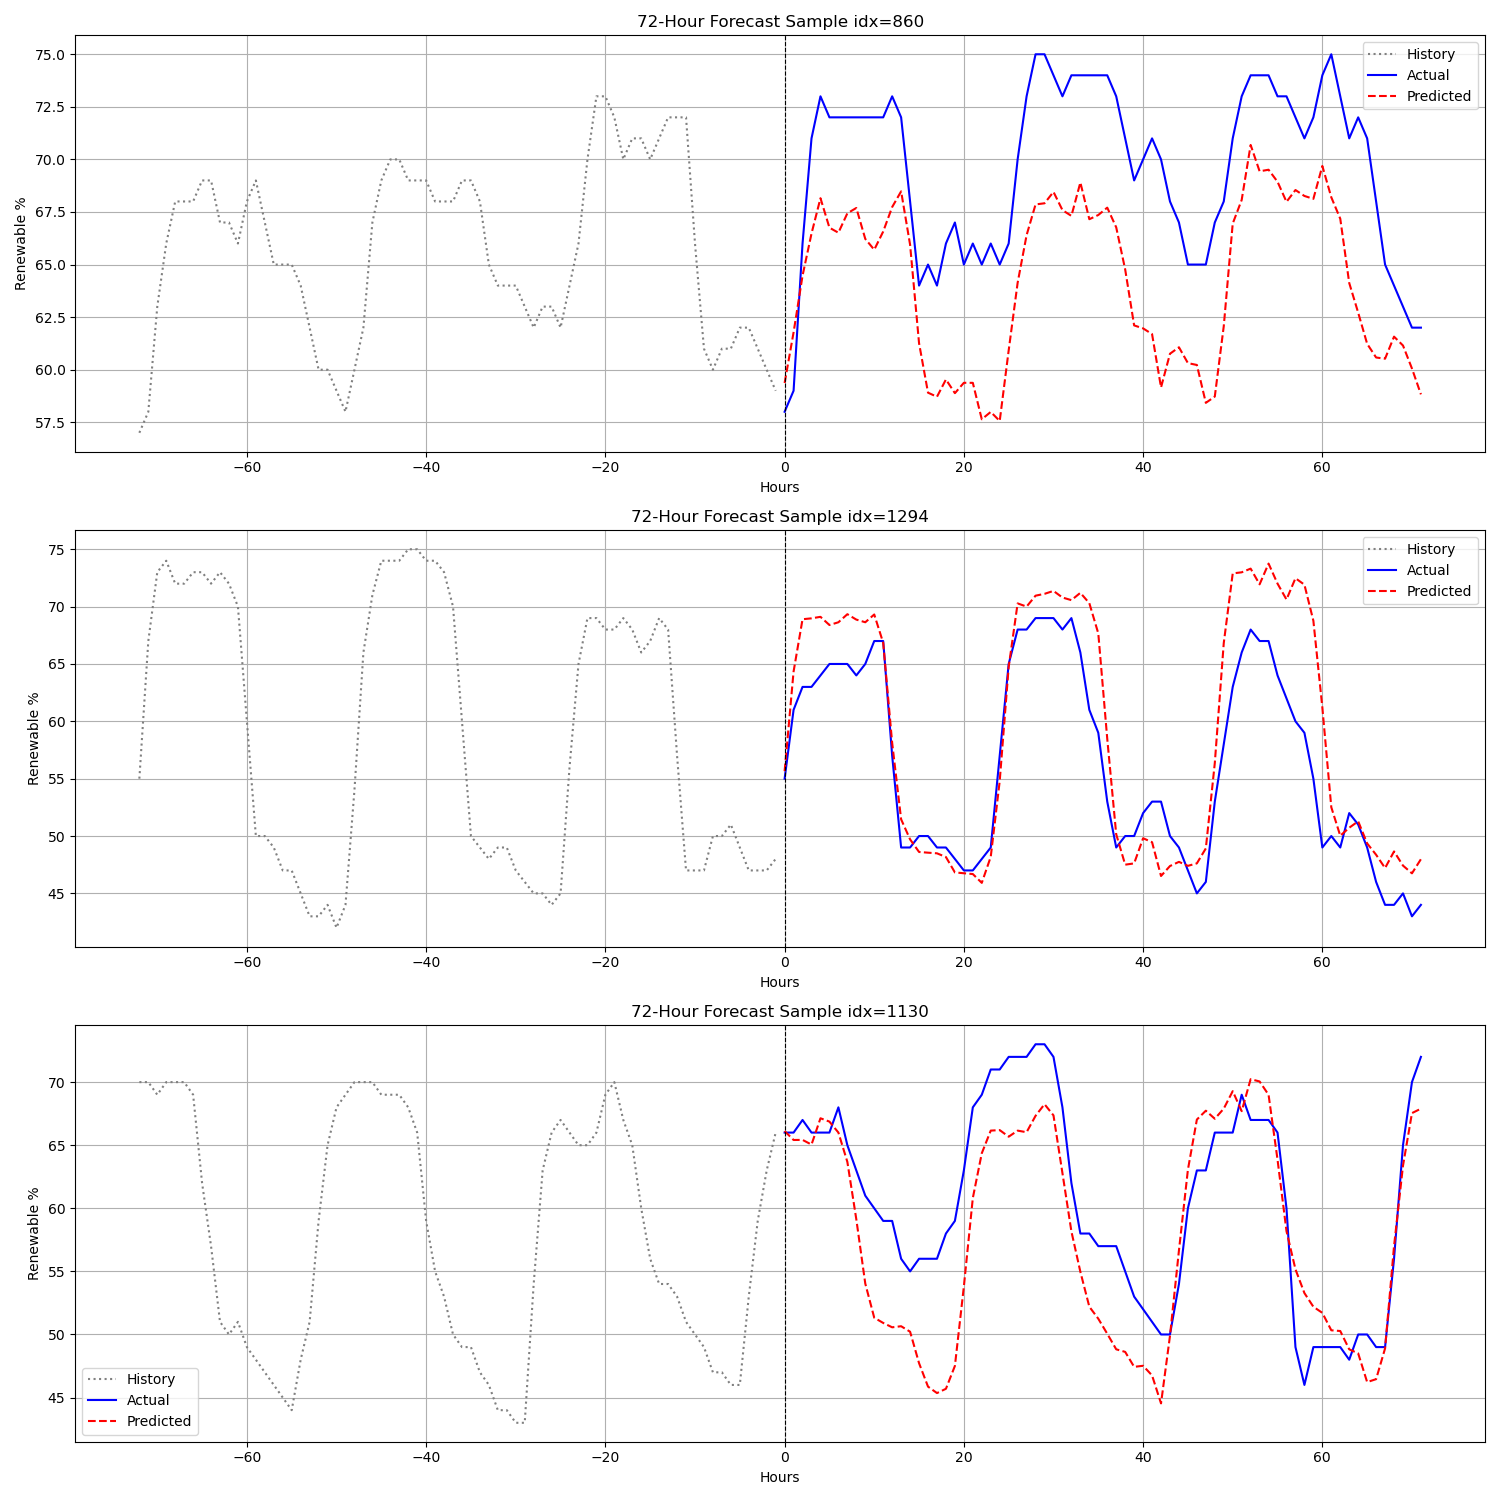 72-Hour Forecast Sample idx=860
75.0
72.5
70.0
67.5
65.0
62.5
60.0
57.5
Renewable %
History
Actual
Predicted
−60 −40 −20 0 20 40 60
Hours
72-Hour Forecast Sample idx=1294
75
70
65
60
55
50
45
Renewable %
History
Actual
Predicted
−60 −40 −20 0 20 40 60
Hours
72-Hour Forecast Sample idx=1130
70
65
60
55
50
45
Renewable %
History
Actual
Predicted
−60 −40 −20 0 20 40 60
Hours